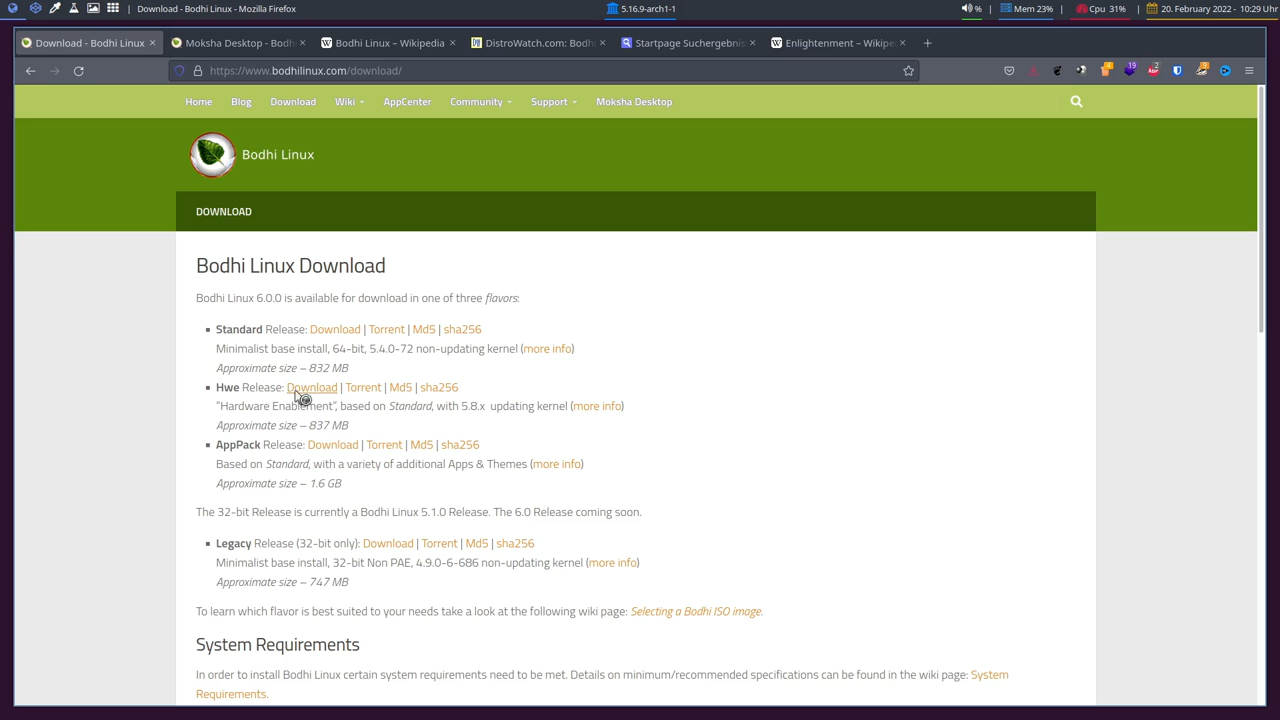 Download - Bodhi Linux - Mozilla Firefox
5.16.9-arch1-1
%
Mem 23%
Cpu 31%
20. February 2022 - 10:29 Uhr
Download - Bodhi Linux
Moksha Desktop - Bodhi
Bodhi Linux – Wikipedia
DistroWatch.com: Bodhi
Startpage Suchergebnisse
Enlightenment – Wikipe
https://www.bodhilinux.com/download/
19
2
Home
Blog
Download
Wiki
AppCenter
Community
Support
Moksha Desktop
Bodhi Linux
DOWNLOAD
Bodhi Linux Download
Bodhi Linux 6.0.0 is available for download in one of three flavors:
Standard Release: Download | Torrent | Md5 | sha256
Minimalist base install, 64-bit, 5.4.0-72 non-updating kernel (more info)
Approximate size – 832 MB
Hwe Release: Download | Torrent | Md5 | sha256
“Hardware Enablement”, based on Standard, with 5.8.x updating kernel (more info)
Approximate size – 837 MB
AppPack Release: Download | Torrent | Md5 | sha256
Based on Standard, with a variety of additional Apps & Themes (more info)
Approximate size – 1.6 GB
The 32-bit Release is currently a Bodhi Linux 5.1.0 Release. The 6.0 Release coming soon.
Legacy Release (32-bit only): Download | Torrent | Md5 | sha256
Minimalist base install, 32-bit Non PAE, 4.9.0-6-686 non-updating kernel (more info)
Approximate size – 747 MB
To learn which flavor is best suited to your needs take a look at the following wiki page: Selecting a Bodhi ISO image.
System Requirements
In order to install Bodhi Linux certain system requirements need to be met. Details on minimum/recommended specifications can be found in the wiki page: System
Requirements.